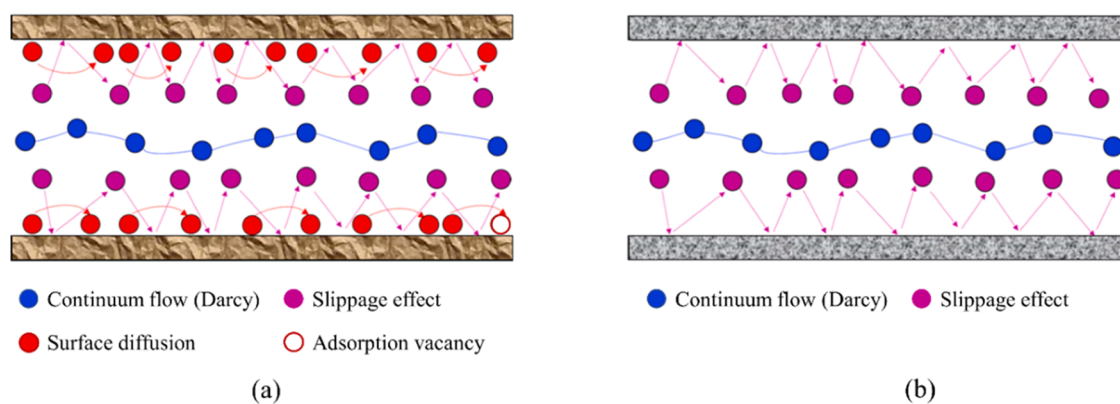 Continuum flow (Darcy) Slippage effect
Surface diffusion Adsorption vacancy
(a)
Continuum flow (Darcy) Slippage effect
(b)